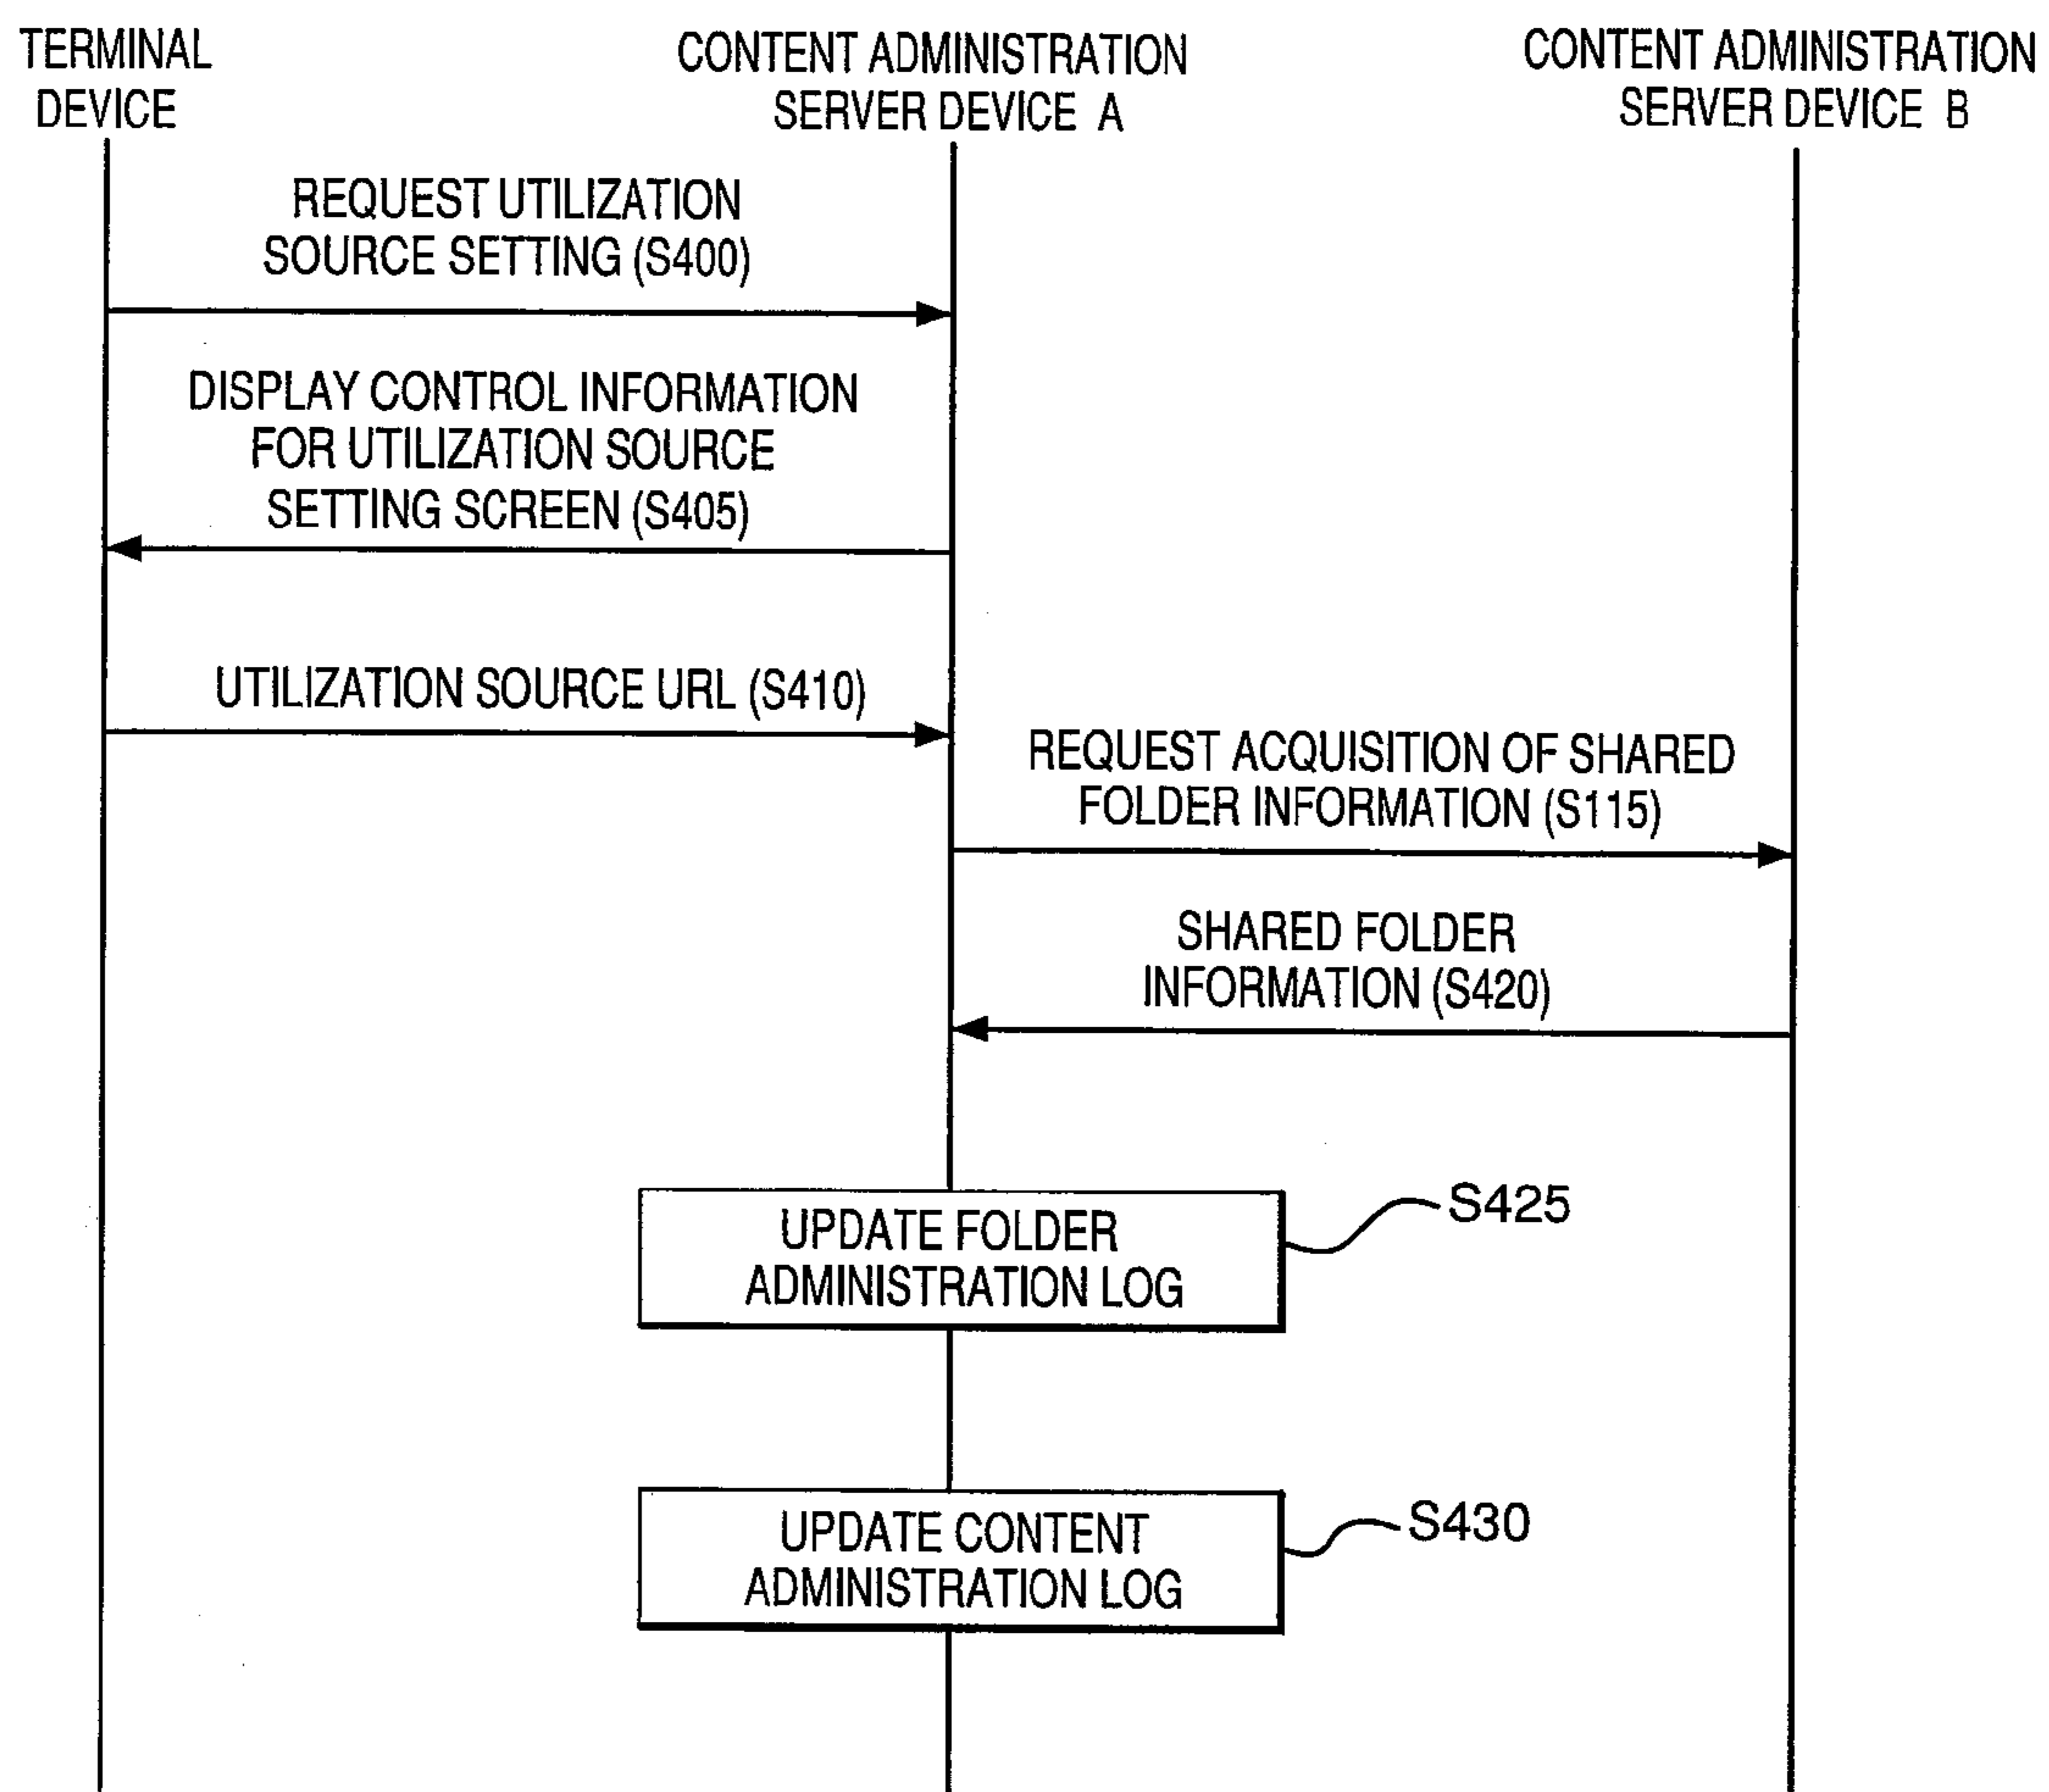 TERMINAL
DEVICE
CONTENT ADMINISTRATION
SERVER DEVICE A
CONTENT ADMINISTRATION
SERVER DEVICE B
REQUEST UTILIZATION
SOURCE SETTING (S400)
DISPLAY CONTROL INFORMATION
FOR UTILIZATION SOURCE
SETTING SCREEN (S405)
UTILIZATION SOURCE URL (S410)
REQUEST ACQUISITION OF SHARED
FOLDER INFORMATION (S115)
SHARED FOLDER
INFORMATION (S420)
UPDATE FOLDER
ADMINISTRATION LOG
S425
UPDATE CONTENT
ADMINISTRATION LOG
S430